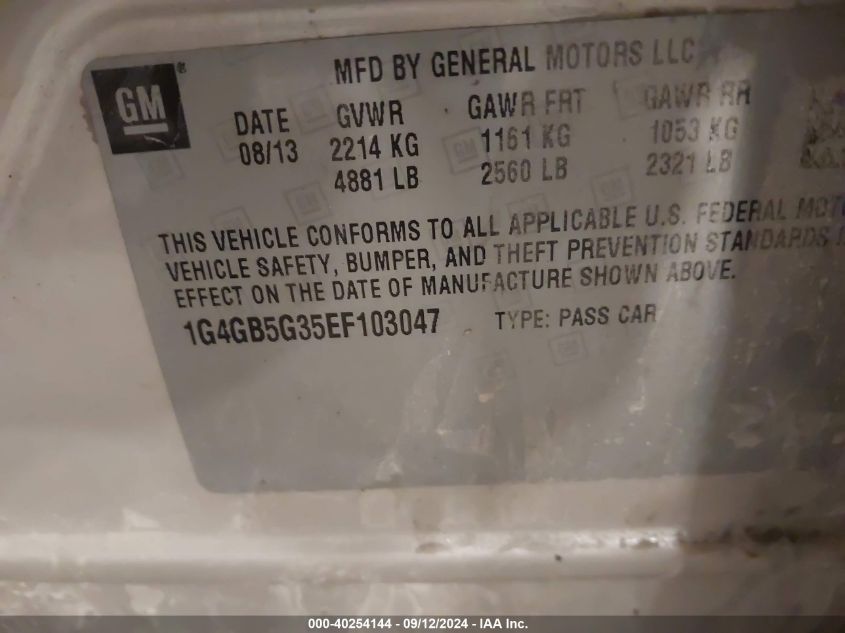 GM ®
MFD BY GENERAL MOTORS LLC
DATE GVWR GAWR FRT GAWR RR
08/13 2214 KG 1161 KG 1053 KG
4881 LB 2560 LB 2321 LB
THIS VEHICLE CONFORMS TO ALL APPLICABLE U.S. FEDERAL
VEHICLE SAFETY, BUMPER, AND THEFT PREVENTION STANDARDS
EFFECT ON THE DATE OF MANUFACTURE SHOWN ABOVE.
1G4GB5G35EF103047 TYPE: PASS CAR
000-40254144 - 09/12/2024 - IAA Inc.